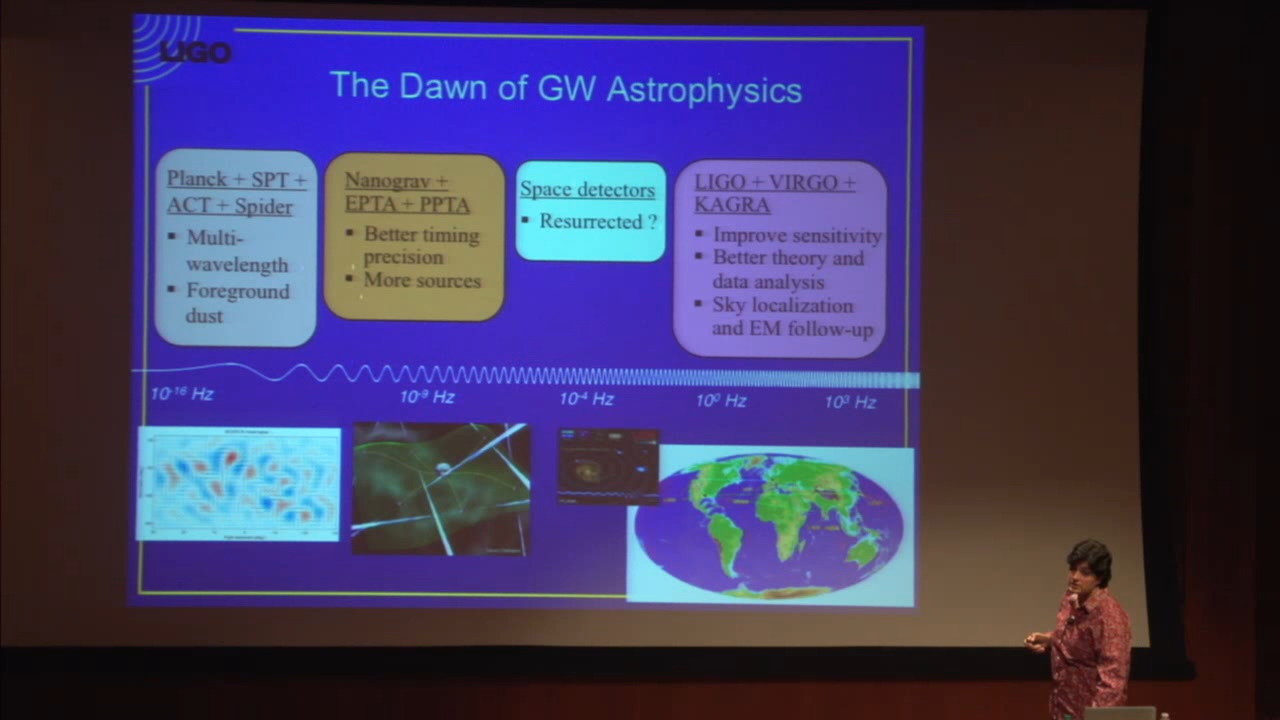 LIGO
The Dawn of GW Astrophysics
Planck + SPT +
ACT + Spider
▪ Multi-
wavelength
▪ Foreground
dust
Nanograv +
EPTA + PPTA
▪ Better timing
precision
▪ More sources
Space detectors
▪ Resurrected ?
LIGO + VIRGO +
KAGRA
▪ Improve sensitivity
▪ Better theory and
data analysis
▪ Sky localization
and EM follow-up
10-16 Hz
10-9 Hz
10-4 Hz
100 Hz
103 Hz